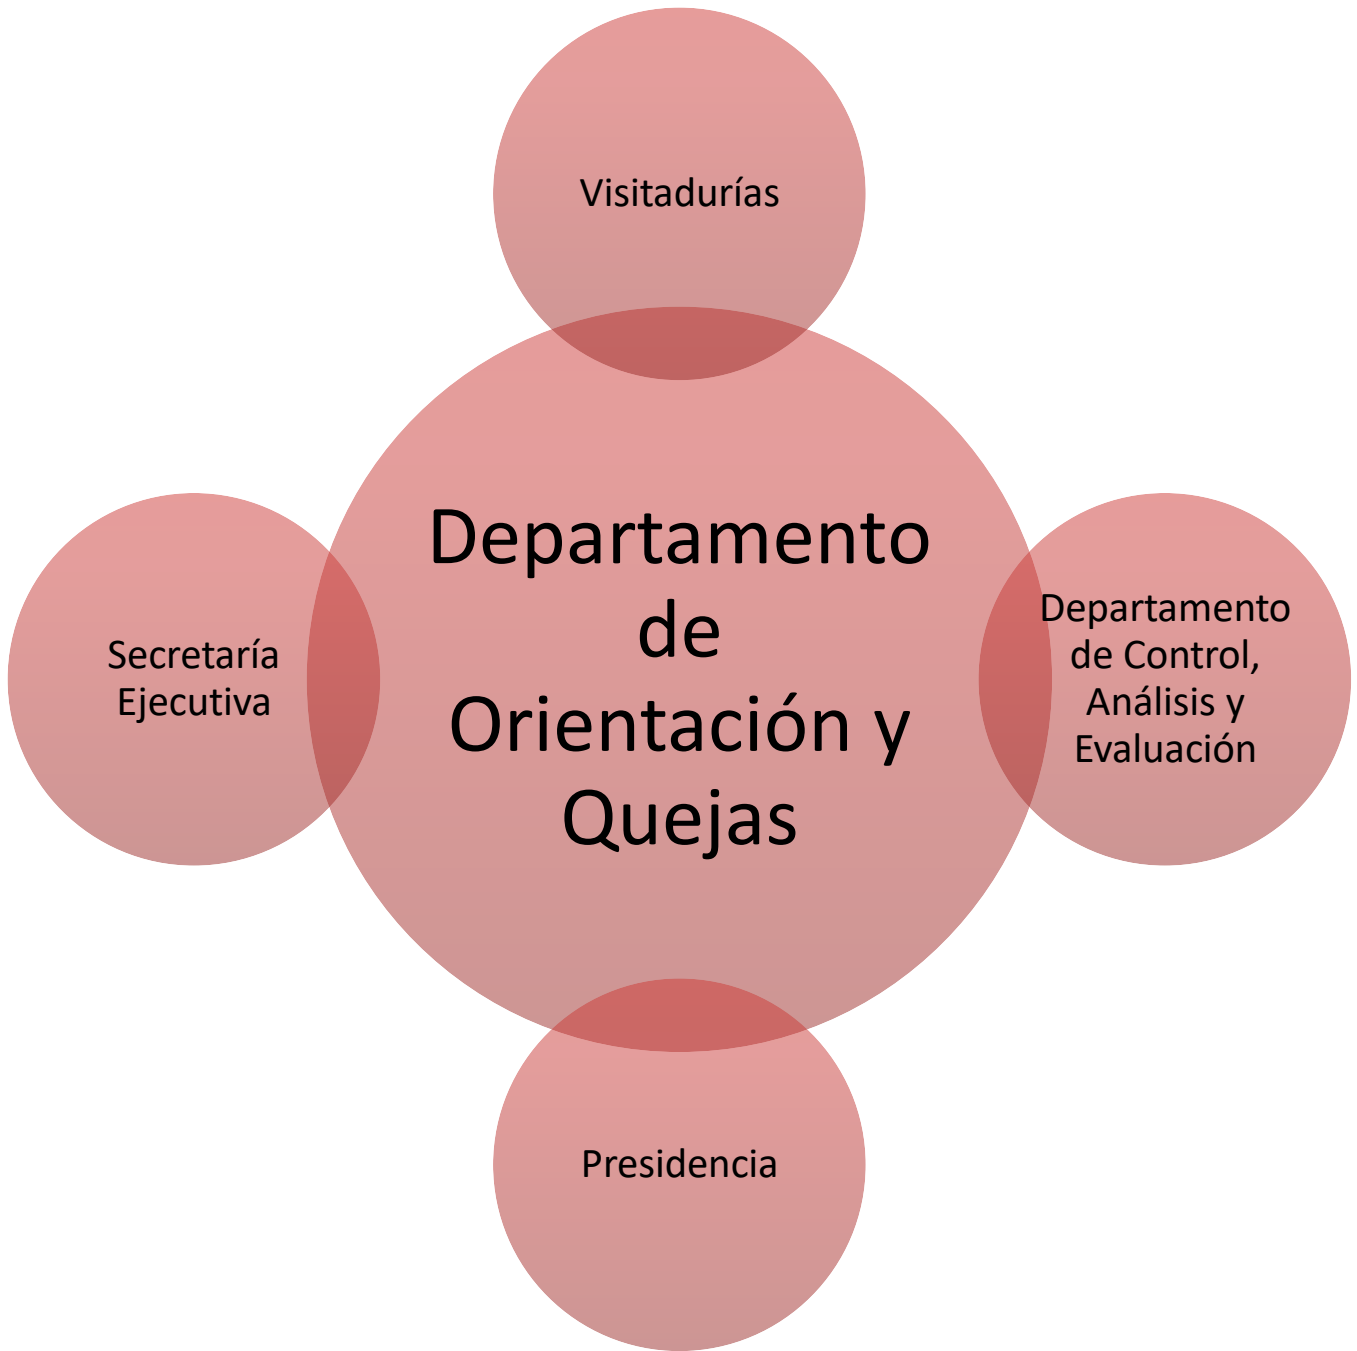 Visitadurías
Departamento
de
Orientación y
Quejas
Secretaría
Ejecutiva
Departamento
de Control,
Análisis y
Evaluación
Presidencia